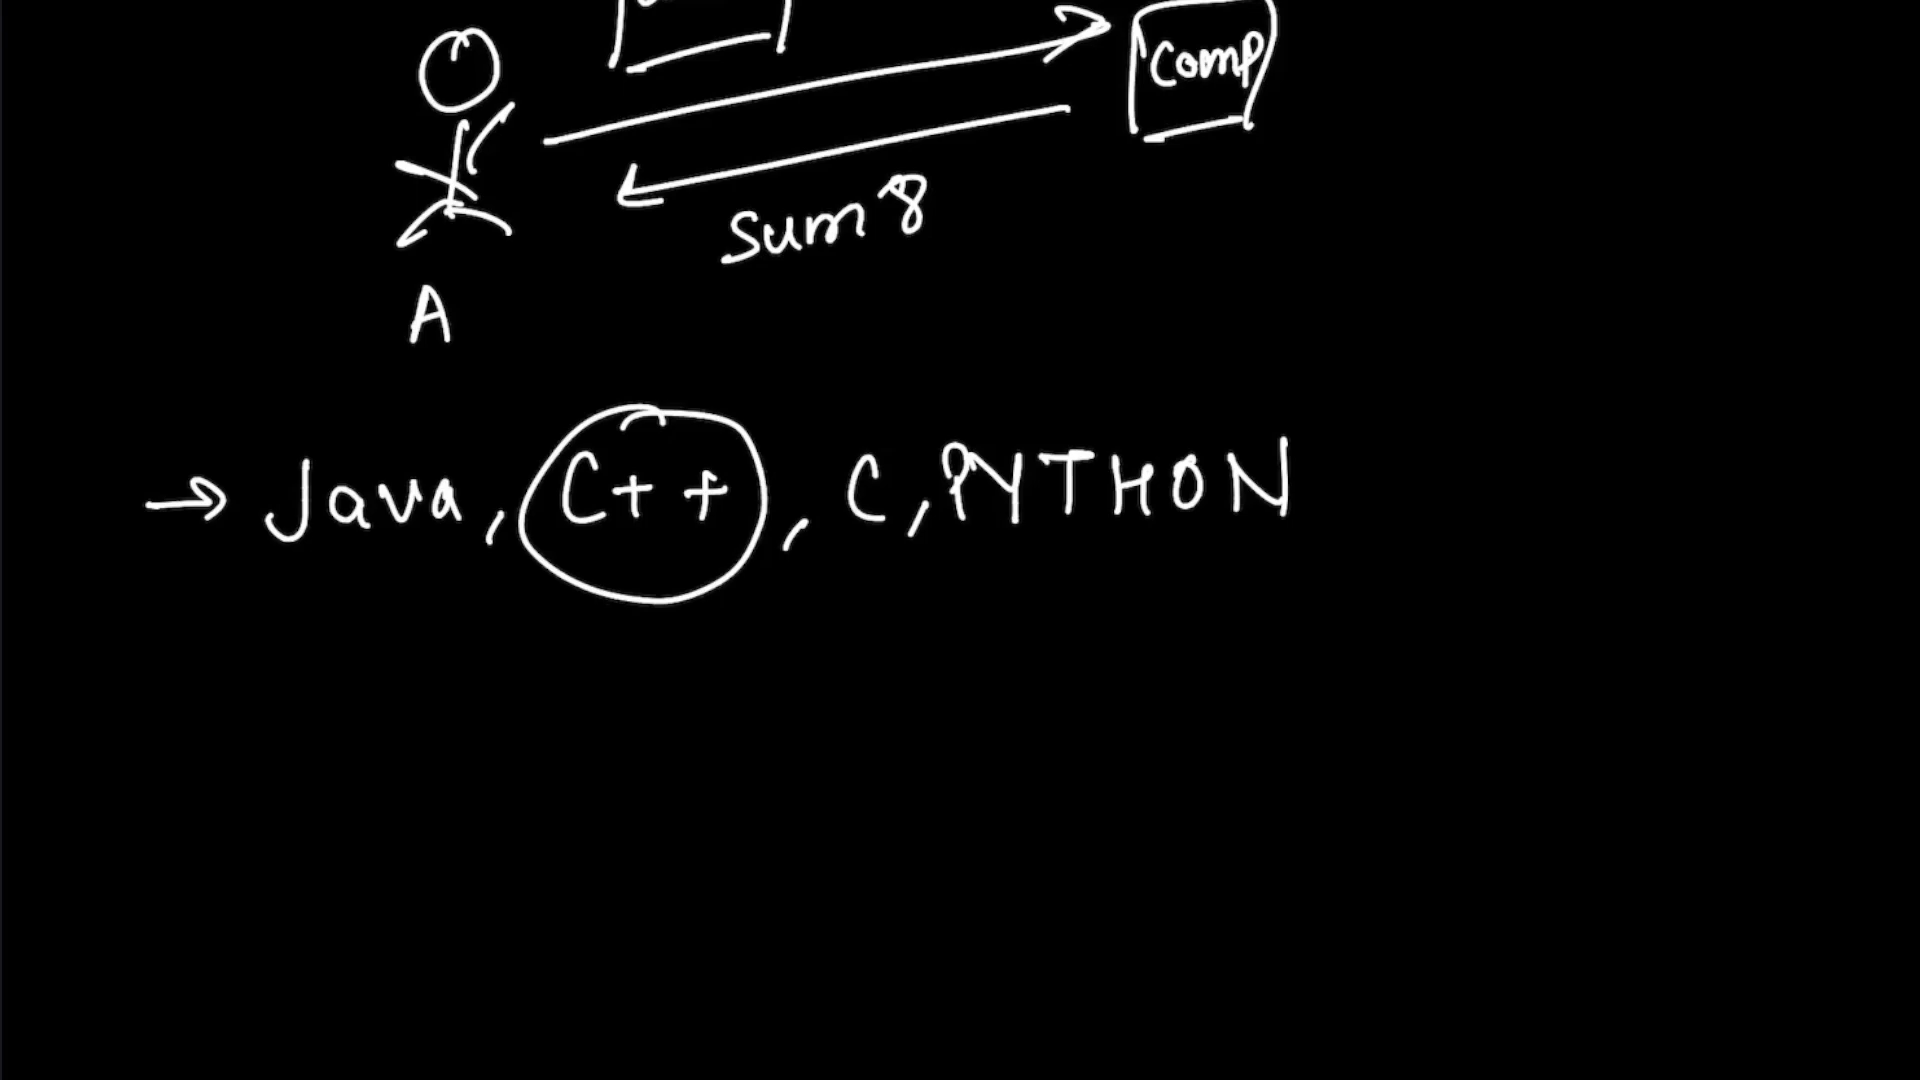 Comp
Sum 8
A
→ Java, C++, C, PYTHON